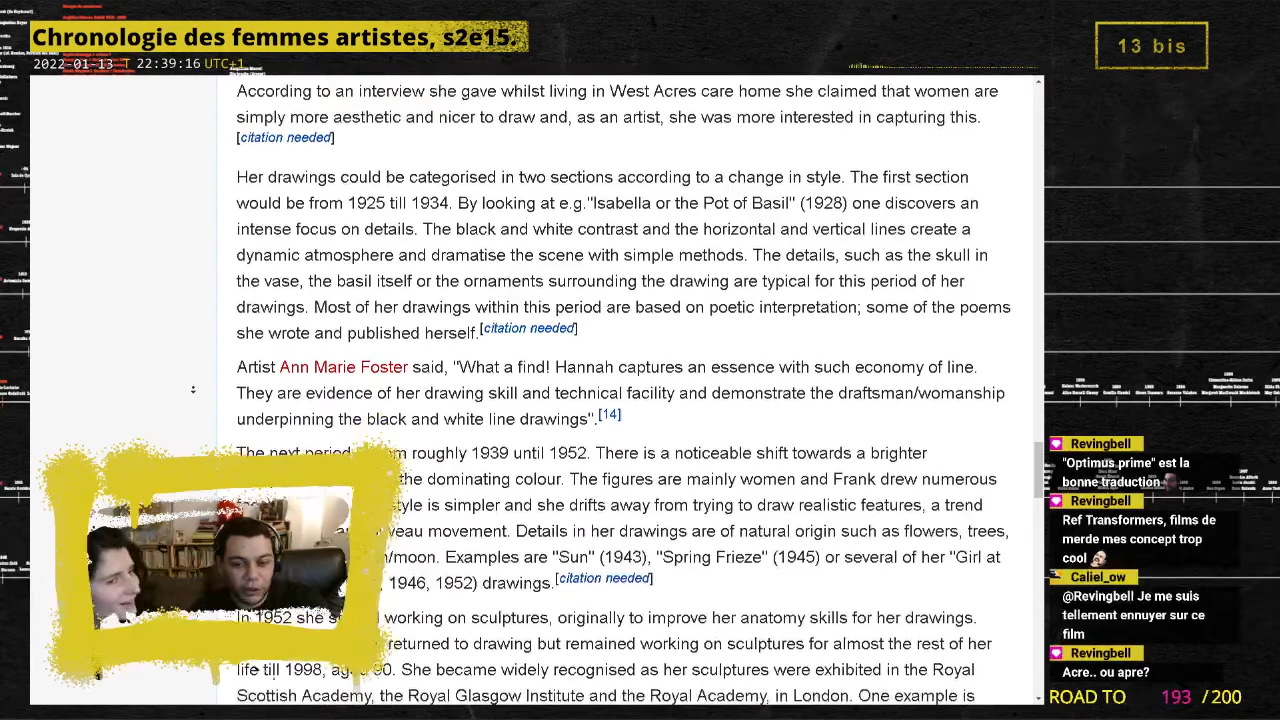 Chronologie des femmes artistes, s2e15.
2022-01-13 T 22:39:16 UTC+1
13 bis
According to an interview she gave whilst living in West Acres care home she claimed that women are
simply more aesthetic and nicer to draw and, as an artist, she was more interested in capturing this.
[citation needed]
Her drawings could be categorised in two sections according to a change in style. The first section
would be from 1925 till 1934. By looking at e.g."Isabella or the Pot of Basil" (1928) one discovers an
intense focus on details. The black and white contrast and the horizontal and vertical lines create a
dynamic atmosphere and dramatise the scene with simple methods. The details, such as the skull in
the vase, the basil itself or the ornaments surrounding the drawing are typical for this period of her
drawings. Most of her drawings within this period are based on poetic interpretation; some of the poems
she wrote and published herself.[citation needed]
Artist Ann Marie Foster said, "What a find! Hannah captures an essence with such economy of line.
They are evidence of her drawing skill and technical facility and demonstrate the draftsman/womanship
underpinning the black and white line drawings".[14]
The next period roughly 1939 until 1952. There is a noticeable shift towards a brighter
the dominating colour. The figures are mainly women and Frank drew numerous
style is simpler and she drifts away from trying to draw realistic features, a trend
veau movement. Details in her drawings are of natural origin such as flowers, trees,
/moon. Examples are "Sun" (1943), "Spring Frieze" (1945) or several of her "Girl at
1946, 1952) drawings.[citation needed]
In 1952 she working on sculptures, originally to improve her anatomy skills for her drawings.
returned to drawing but remained working on sculptures for almost the rest of her
life till 1998, 90. She became widely recognised as her sculptures were exhibited in the Royal
Scottish Academy, the Royal Glasgow Institute and the Royal Academy, in London. One example is
Revingbell
"Optimus prime" est la
bonne traduction
Revingbell
Ref Transformers, films de
merde mes concept trop
cool
Caliel_ow
@Revingbell Je me suis
tellement ennuyer sur ce
film
Revingbell
Acre.. ou apre?
ROAD TO 193 /200